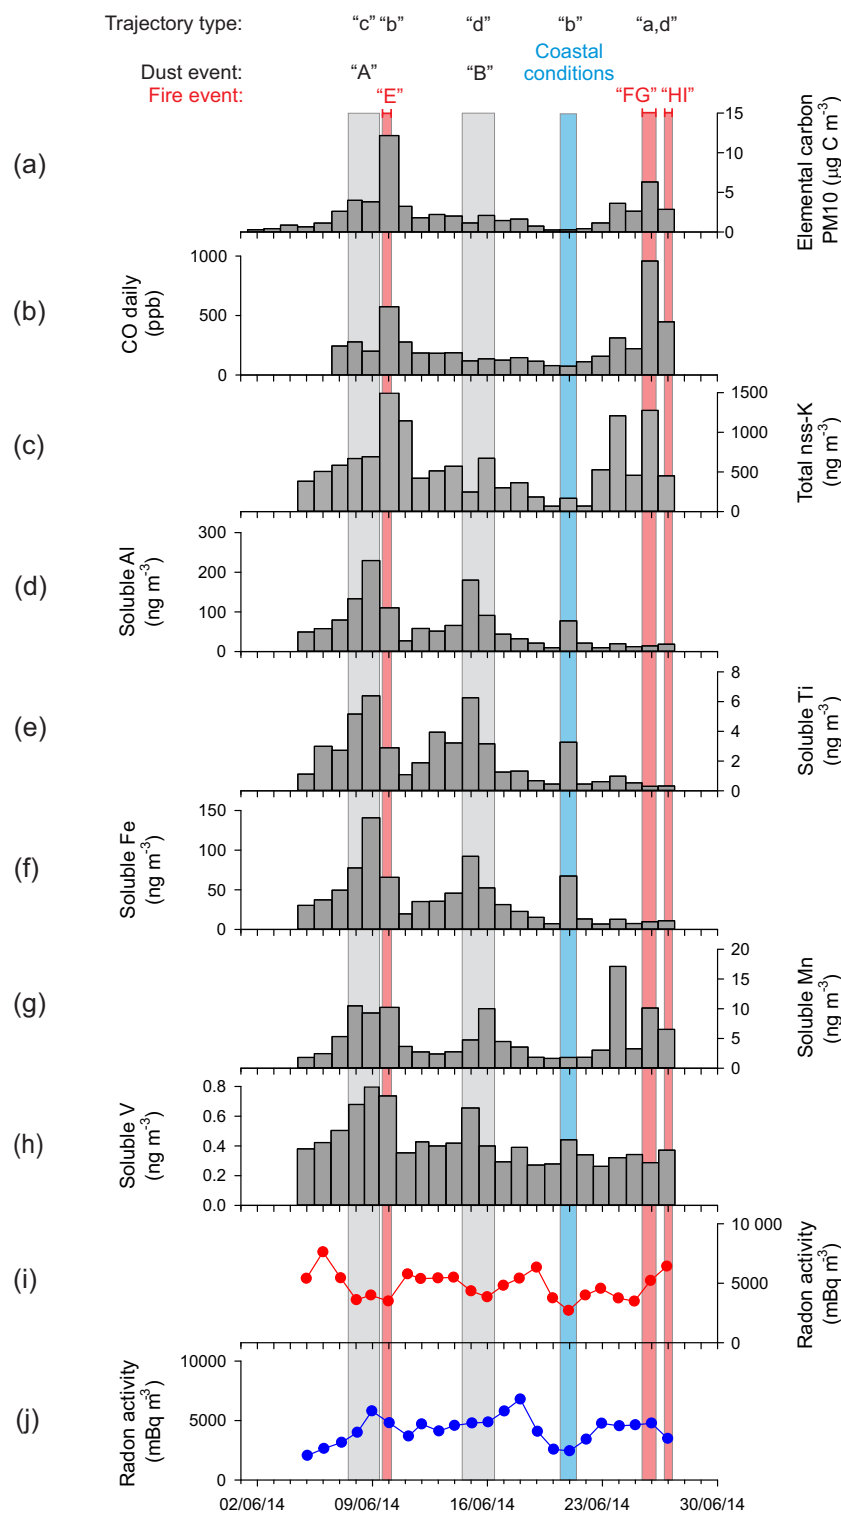 Trajectory type: “c” “b” “d” “b” “a,d”
Coastal
conditions
Dust event: “A” “B”
Fire event: “E” “FG” “HI”
(a)
15
10
5
0
Elemental carbon
PM10 (μg C m-3)
(b)
CO daily
(ppb)
1000
500
0
(c)
1500
1000
500
0
Total nss-K
(ng m-3)
(d)
Soluble Al
(ng m-3)
300
200
100
0
(e)
8
6
4
2
0
Soluble Ti
(ng m-3)
(f)
Soluble Fe
(ng m-3)
150
100
50
0
(g)
20
15
10
5
0
Soluble Mn
(ng m-3)
(h)
Soluble V
(ng m-3)
0.8
0.6
0.4
0.2
0.0
(i)
10 000
5000
0
Radon activity
(mBq m-3)
(j)
Radon activity
(mBq m-3)
10000
5000
0
02/06/14 09/06/14 16/06/14 23/06/14 30/06/14